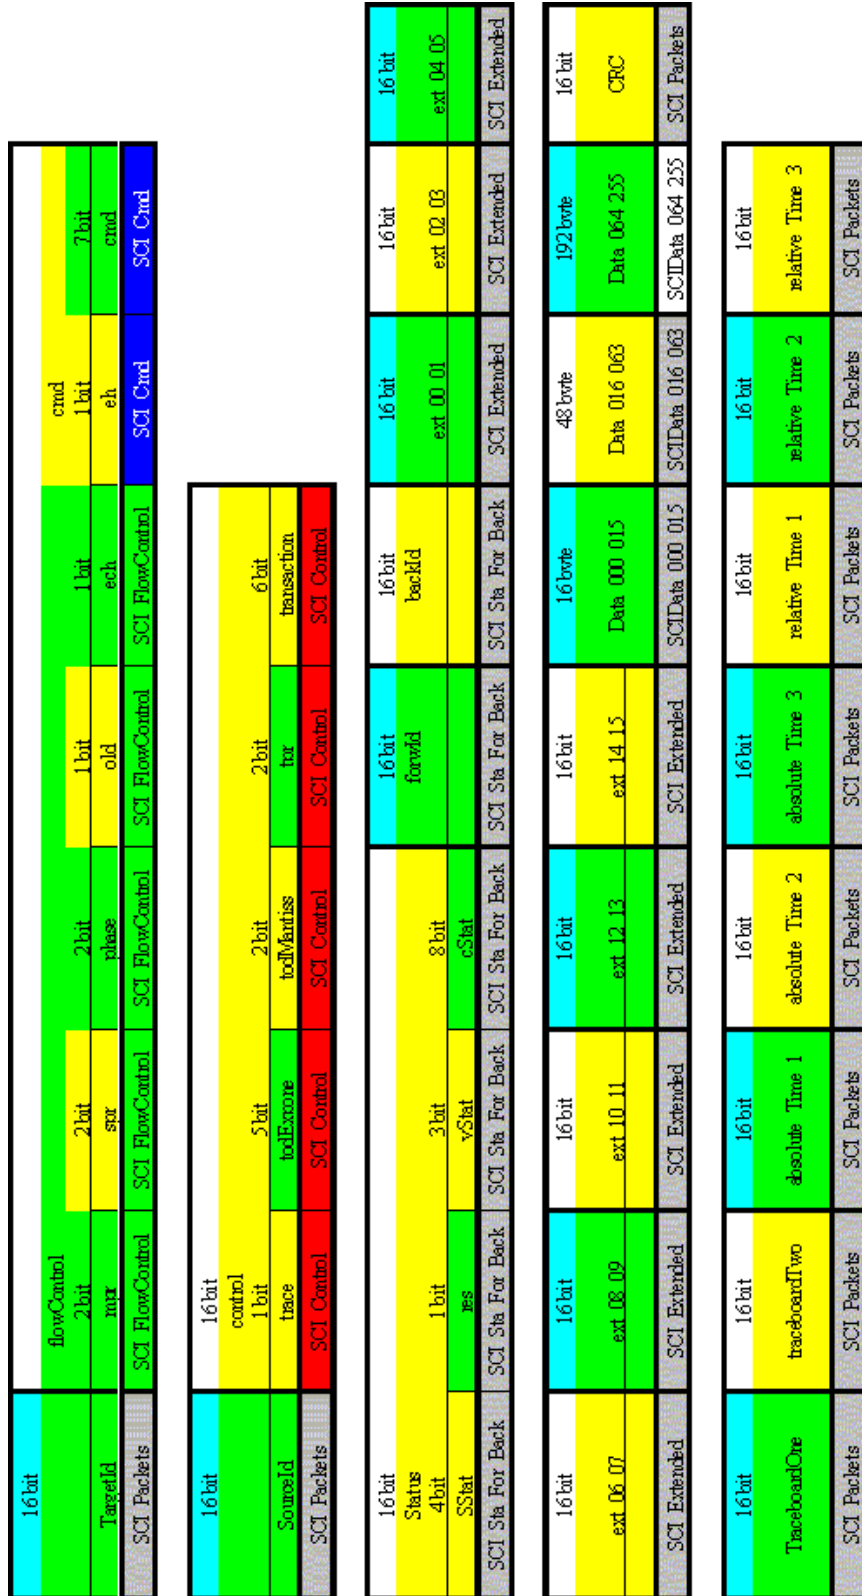 16 bit
flowControl cmd
2 bit 2 bit 2 bit 1 bit 1 bit 1 bit 7 bit
TargetId mpr spr phase old ech eh cmd
SCI Packets SCI FlowControl SCI FlowControl SCI FlowControl SCI FlowControl SCI FlowControl SCI Cmd SCI Cmd
16 bit 16 bit
control
1 bit 5 bit 2 bit 2 bit 6 bit
SourceId trace todExpone todMantiss tor transaction
SCI Packets SCI Control SCI Control SCI Control SCI Control SCI Control
16 bit 16 bit 16 bit 16 bit 16 bit 16 bit
Status forwId backId
4 bit 1 bit 3 bit 8 bit ext 00 01 ext 02 03 ext 04 05
SStat res vStat cStat
SCI Sta For Back SCI Sta For Back SCI Sta For Back SCI Sta For Back SCI Sta For Back SCI Sta For Back SCI Extended SCI Extended SCI Extended
16 bit 16 bit 16 bit 16 bit 16 bit 16 byte 48 byte 192 byte 16 bit
ext 06 07 ext 08 09 ext 10 11 ext 12 13 ext 14 15 Data 000 015 Data 016 063 Data 064 255 CRC
SCI Extended SCI Extended SCI Extended SCI Extended SCI Extended SCIData 000 015 SCIData 016 063 SCIData 064 255 SCI Packets
16 bit 16 bit 16 bit 16 bit 16 bit 16 bit 16 bit 16 bit
TraceboardOne traceboardTwo absolute Time 1 absolute Time 2 absolute Time 3 relative Time 1 relative Time 2 relative Time 3
SCI Packets SCI Packets SCI Packets SCI Packets SCI Packets SCI Packets SCI Packets SCI Packets